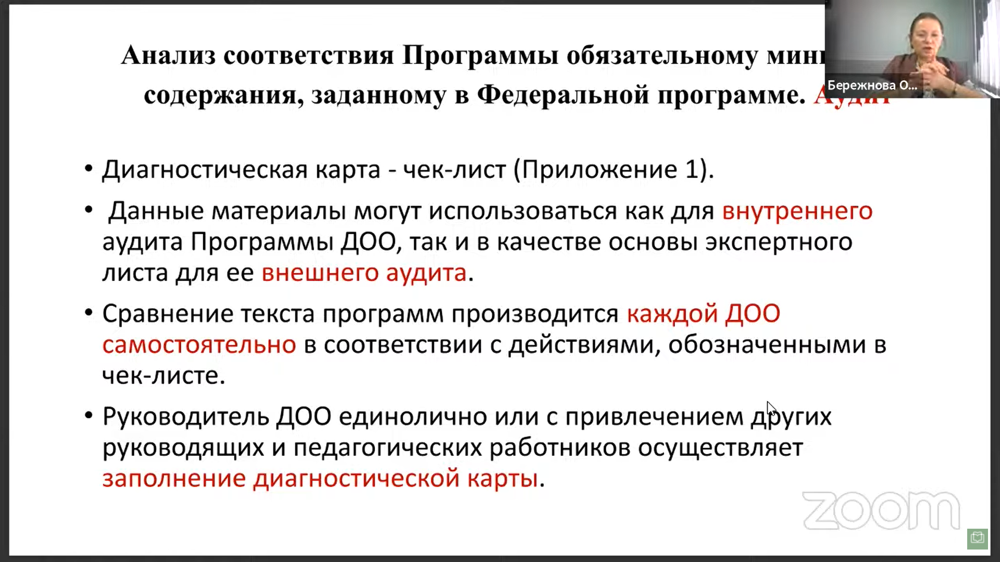 Анализ соответствия Программы обязательному
содержания, заданному в Федеральной программе. Аудит
Бережнова О...
• Диагностическая карта - чек-лист (Приложение 1).
• Данные материалы могут использоваться как для внутреннего
аудита Программы ДОО, так и в качестве основы экспертного
листа для ее внешнего аудита.
• Сравнение текста программ производится каждой ДОО
самостоятельно в соответствии с действиями, обозначенными в
чек-листе.
• Руководитель ДОО единолично или с привлечением других
руководящих и педагогических работников осуществляет
заполнение диагностической карты.
zoom